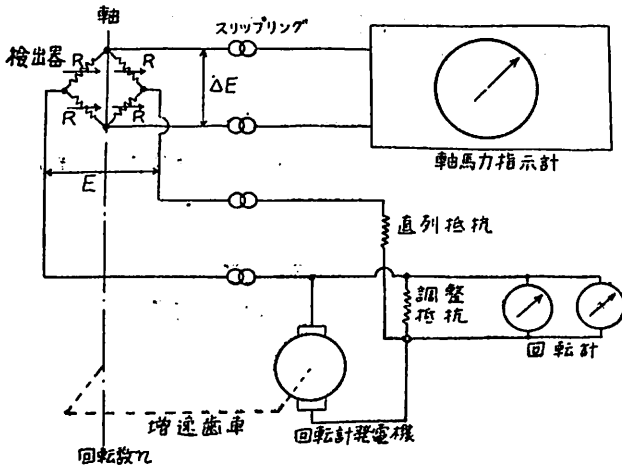 軸
スリップリング
検出器
R
R
R
R
ΔE
軸馬力指示計
E
直列抵抗
調整
抵抗
回転計
増速歯車
回転計発電機
回転数n